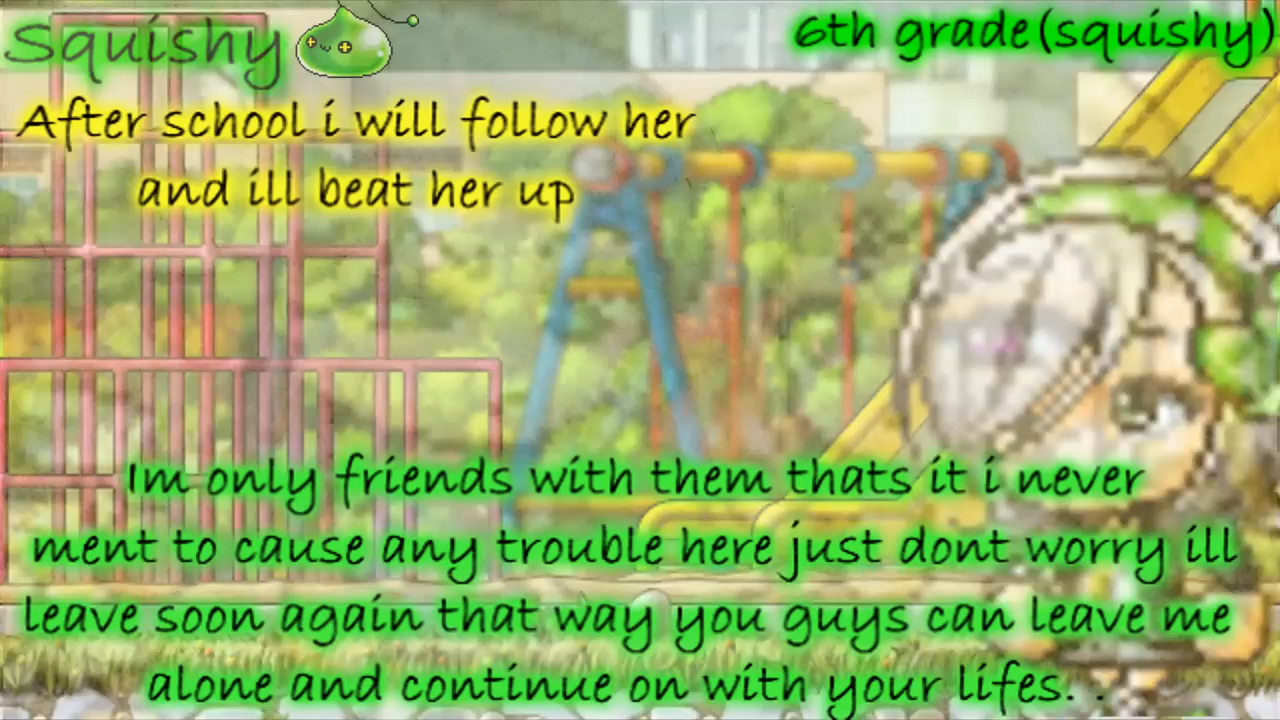 Squishy
6th grade(squishy)
After school i will follow her
and ill beat her up
Im only friends with them thats it i never
ment to cause any trouble here just dont worry ill
leave soon again that way you guys can leave me
alone and continue on with your lifes. .